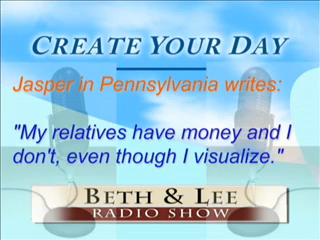 CREATE YOUR DAY
Jasper in Pennsylvania writes:
"My relatives have money and I
don't, even though I visualize."
BETH & LEE
RADIO SHOW